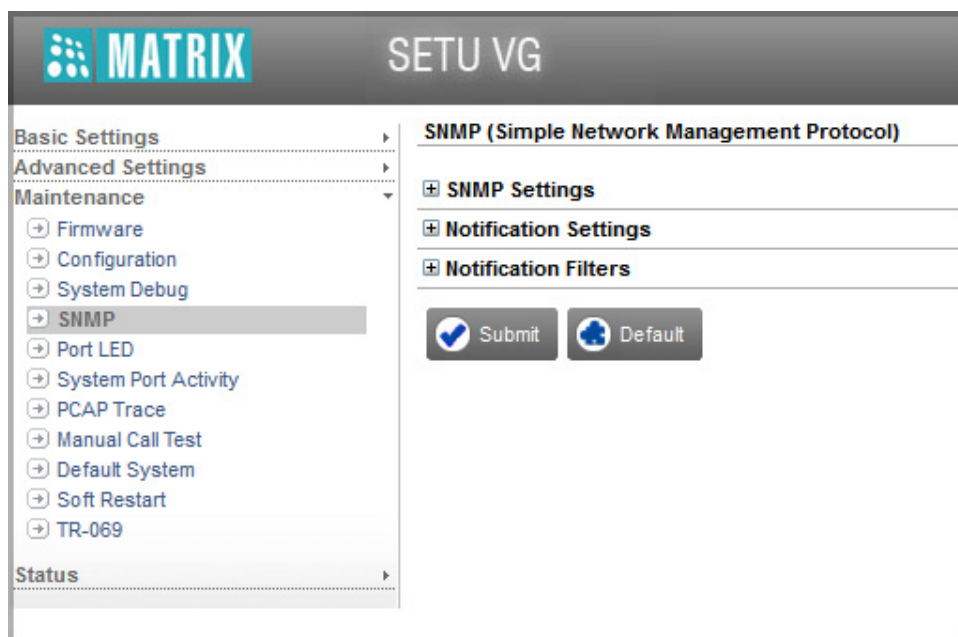 MATRIX SETU VG
Basic Settings
Advanced Settings
Maintenance
Firmware
Configuration
System Debug
SNMP
Port LED
System Port Activity
PCAP Trace
Manual Call Test
Default System
Soft Restart
TR-069
Status
SNMP (Simple Network Management Protocol)
SNMP Settings
Notification Settings
Notification Filters
Submit Default